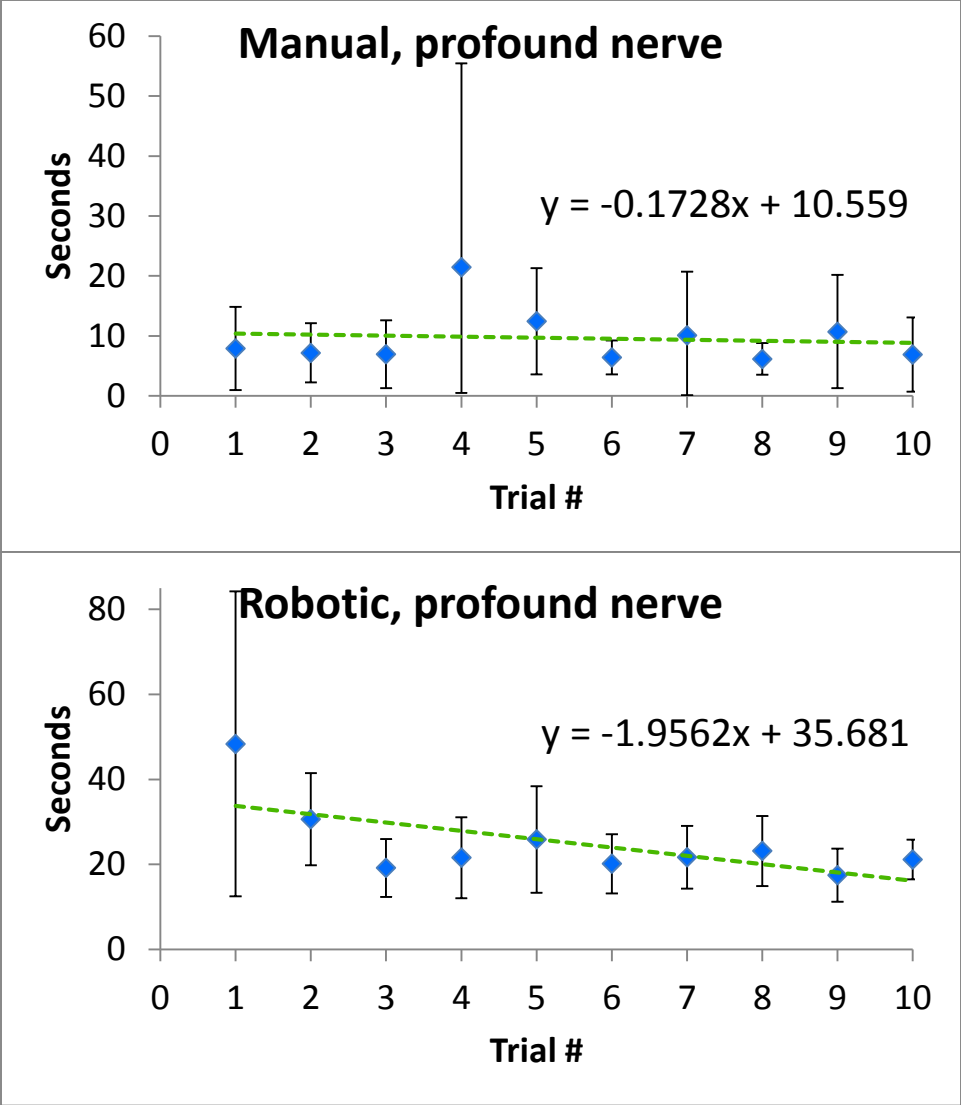 Manual, profound nerve
60
50
40
30
20
10
0
Seconds
y = -0.1728x + 10.559
0 1 2 3 4 5 6 7 8 9 10
Trial #
Robotic, profound nerve
80
60
40
20
0
Seconds
y = -1.9562x + 35.681
0 1 2 3 4 5 6 7 8 9 10
Trial #